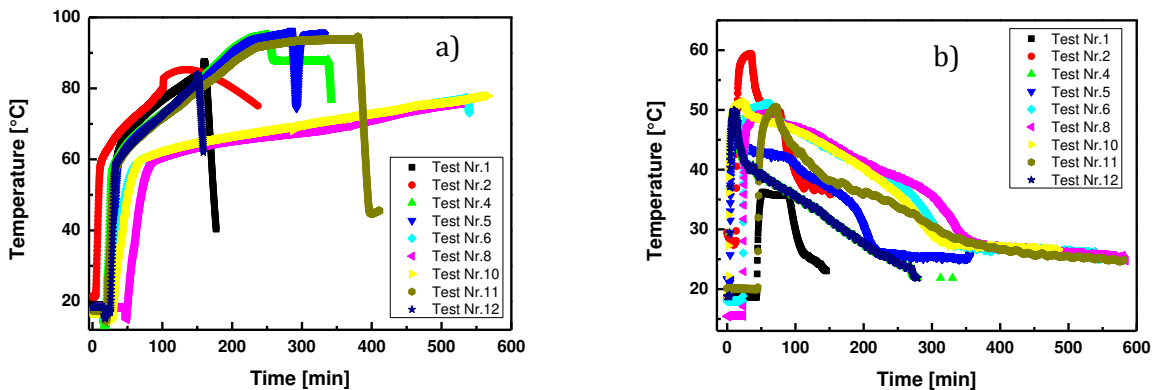 a)
Temperature [°C]
100
80
60
40
20
0
100
200
300
400
500
600
Time [min]
Test Nr.1
Test Nr.2
Test Nr.4
Test Nr.5
Test Nr.6
Test Nr.8
Test Nr.10
Test Nr.11
Test Nr.12
b)
Temperature [°C]
60
50
40
30
20
0
100
200
300
400
500
600
Time [min]
Test Nr.1
Test Nr.2
Test Nr.4
Test Nr.5
Test Nr.6
Test Nr.8
Test Nr.10
Test Nr.11
Test Nr.12